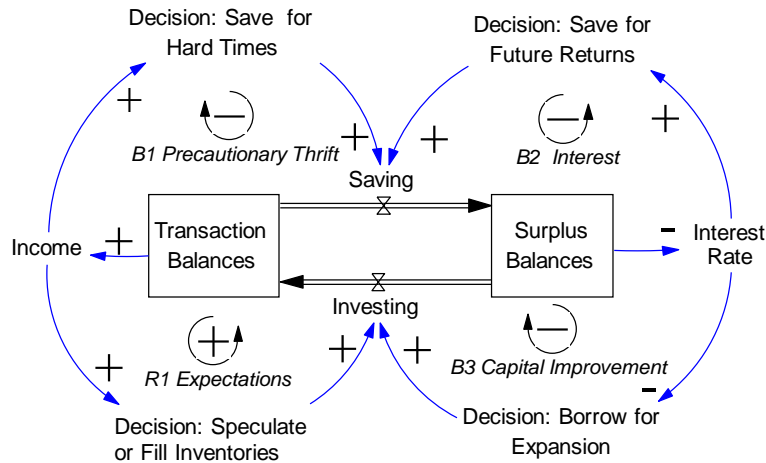 Decision: Save for
Hard Times
Decision: Save for
Future Returns
+
+
−
−
B1 Precautionary Thrift
+
+
B2 Interest
Saving
Transaction
Balances
Surplus
Balances
Income
+
-
Interest
Rate
Investing
+
−
R1 Expectations
B3 Capital Improvement
+
+
+
-
Decision: Speculate
or Fill Inventories
Decision: Borrow for
Expansion